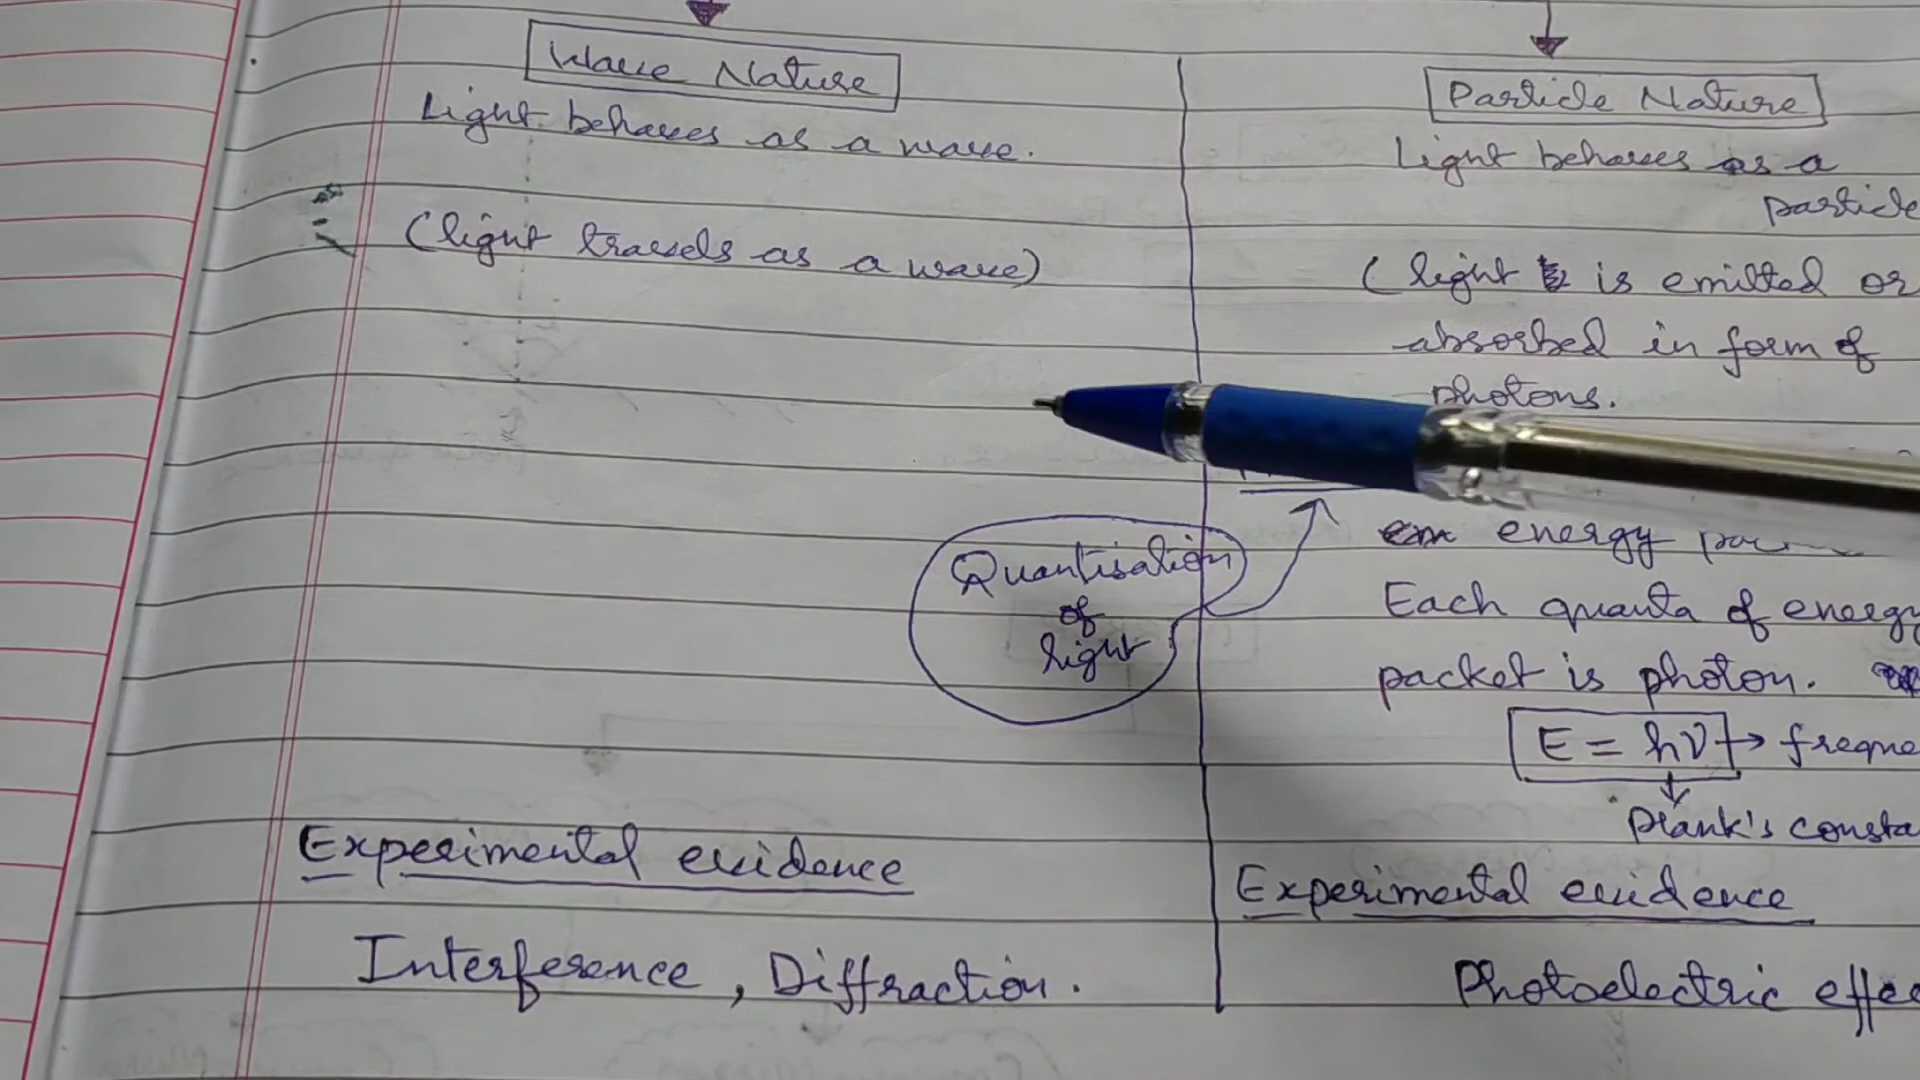 Wave Nature
Light behaves as a wave.
(light travels as a wave)
Quantisation
of
light
Experimental evidence
Interference, Diffraction.
Particle Nature
light behaves as a
particle
(light is emitted or
absorbed in form of
photons.
energy
Each quanta of energy
packet is photon.
E = hν → freque
Plank's consta
Experimental evidence
Photoelectric effec